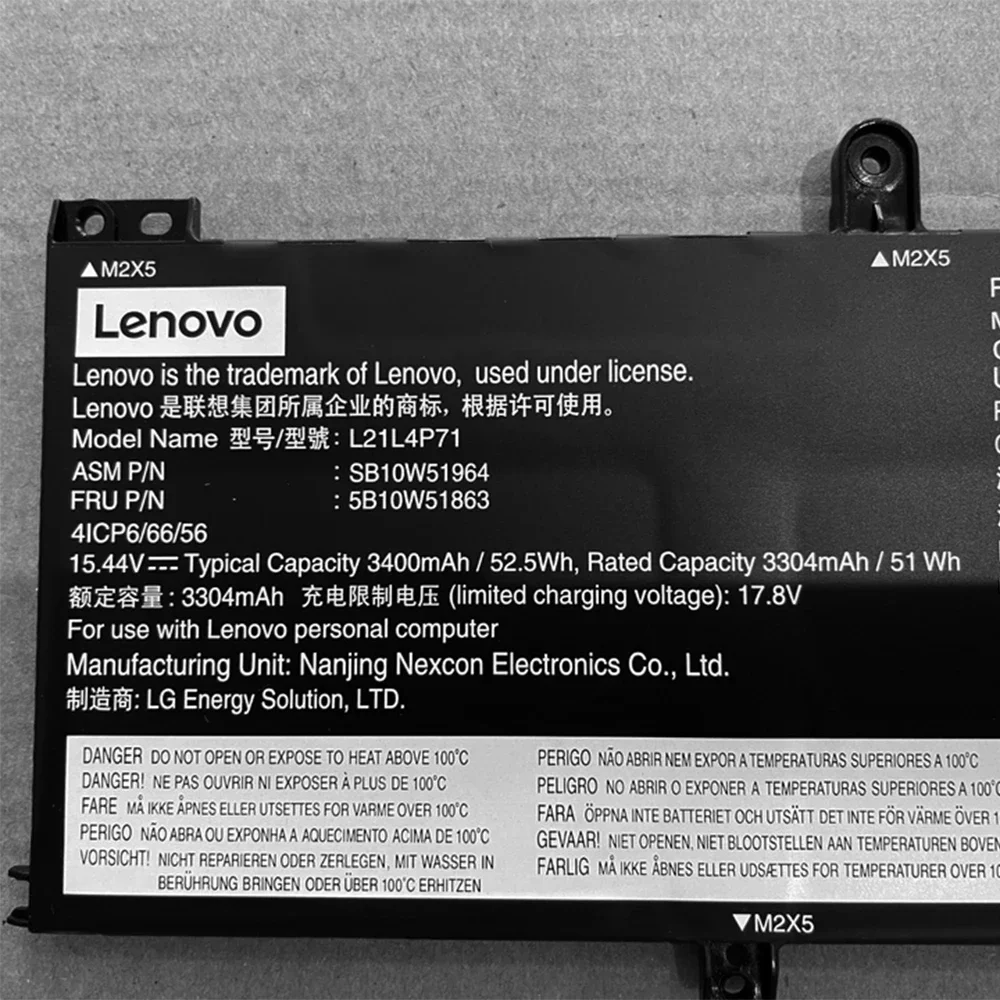 ▲M2X5
▲M2X5
Lenovo
Lenovo is the trademark of Lenovo, used under license.
Lenovo 是联想集团所属企业的商标，根据许可使用。
Model Name 型号/型號：L21L4P71
ASM P/N : SB10W51964
FRU P/N : 5B10W51863
4ICP6/66/56
15.44V⎓ Typical Capacity 3400mAh / 52.5Wh, Rated Capacity 3304mAh / 51 Wh
额定容量：3304mAh 充电限制电压 (limited charging voltage): 17.8V
For use with Lenovo personal computer
Manufacturing Unit: Nanjing Nexcon Electronics Co., Ltd.
制造商: LG Energy Solution, LTD.
DANGER DO NOT OPEN OR EXPOSE TO HEAT ABOVE 100°C
DANGER! NE PAS OUVRIR NI EXPOSER À PLUS DE 100°C
FARE MÅ IKKE ÅPNES ELLER UTSETTES FOR VARME OVER 100°C
PERIGO NÃO ABRA OU EXPONHA A AQUECIMENTO ACIMA DE 100°C
VORSICHT! NICHT REPARIEREN ODER ZERLEGEN, MIT WASSER IN
BERÜHRUNG BRINGEN ODER ÜBER 100°C ERHITZEN
PERIGO NÃO ABRIR NEM EXPOR A TEMPERATURAS SUPERIORES A 100°C
PELIGRO NO ABRIR O EXPONER A TEMPERATURAS SUPERIORES A 100°C
FARA ÖPPNA INTE BATTERIET OCH UTSÄTT DET INTE FÖR VÄRME ÖVER 1
GEVAAR! NIET OPENEN, NIET BLOOTSTELLEN AAN TEMPERATUREN BOVEN
FARLIG MÅ IKKE ÅBNES ELLER UDSÆTTES FOR TEMPERATURER OVER 10
▼M2X5